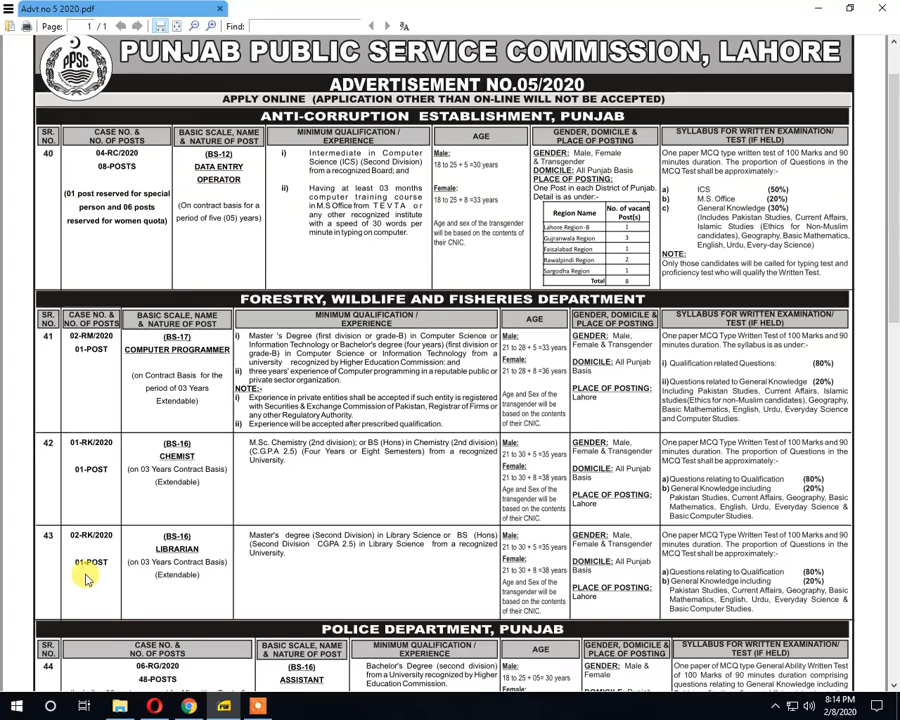 Advt no 5 2020.pdf
Page: 1 / 1 Find:
PPSC
PUNJAB PUBLIC SERVICE COMMISSION, LAHORE
ADVERTISEMENT NO.05/2020
APPLY ONLINE (APPLICATION OTHER THAN ON-LINE WILL NOT BE ACCEPTED)
ANTI-CORRUPTION ESTABLISHMENT, PUNJAB
SR. NO.
CASE NO. & NO. OF POSTS
BASIC SCALE, NAME & NATURE OF POST
MINIMUM QUALIFICATION / EXPERIENCE
AGE
GENDER, DOMICILE & PLACE OF POSTING
SYLLABUS FOR WRITTEN EXAMINATION/ TEST (IF HELD)
40
04-RC/2020
08-POSTS
(01 post reserved for special
person and 06 posts
reserved for women quota)
(BS-12)
DATA ENTRY
OPERATOR
(On contract basis for a
period of five (05) years)
i) Intermediate in Computer
Science (ICS) (Second Division)
from a recognized Board; and
ii) Having at least 03 months
computer training course
in M.S Office from T E V T A or
any other recognized institute
with a speed of 30 words per
minute in typing on computer.
Male:
18 to 25 + 5=30 years
Female:
18 to 25 + 8=33 years
Age and sex of the transgender
will be based on the contents of
their CNIC.
GENDER: Male, Female
& Transgender
DOMICILE: All Punjab Basis
PLACE OF POSTING:
One Post in each District of Punjab.
Detail is as under:-
Region Name No. of vacant Post(s)
Lahore Region -B 1
Gujranwala Region 3
Faisalabad Region 1
Rawalpindi Region 2
Sargodha Region 1
Total 8
One paper MCQ type written test of 100 Marks and 90
minutes duration. The proportion of Questions in the
MCQ Test shall be approximately:-
a) ICS (50%)
b) M.S. Office (20%)
c) General Knowledge (30%)
(Includes Pakistan Studies, Current Affairs,
Islamic Studies (Ethics for Non-Muslim
candidates), Geography, Basic Mathematics,
English, Urdu, Every-day Science)
NOTE:
Only those candidates will be called for typing test and
proficiency test who will qualify the Written Test.
FORESTRY, WILDLIFE AND FISHERIES DEPARTMENT
SR. NO.
CASE NO. & NO. OF POSTS
BASIC SCALE, NAME & NATURE OF POST
MINIMUM QUALIFICATION / EXPERIENCE
AGE
GENDER, DOMICILE & PLACE OF POSTING
SYLLABUS FOR WRITTEN EXAMINATION/ TEST (IF HELD)
41
02-RM/2020
01-POST
(BS-17)
COMPUTER PROGRAMMER
(on Contract Basis for the
period of 03 Years
Extendable)
i) Master 's Degree (first division or grade-B) in Computer Science or
Information Technology or Bachelor's degree (four years) (first division or
grade-B) in Computer Science or Information Technology from a
university recognized by Higher Education Commission: and
ii) three years'experience of Computer programming in a reputable public or
private sector organization.
NOTE:-
i) Experience in private entities shall be accepted if such entity is registered
with Securities & Exchange Commission of Pakistan, Registrar of Firms or
any other Regulatory Authority.
ii) Experience will be accepted after prescribed qualification.
Male:
21 to 28 + 5 =33 years
Female:
21 to 28 + 8=36 years
Age and Sex of the
transgender will be
based on the contents
of their CNIC.
GENDER: Male,
Female & Transgender
DOMICILE: All Punjab
Basis
PLACE OF POSTING:
Lahore
One paper MCQ Type Written Test of 100 Marks and 90
minutes duration. The syllabus is as under:-
i) Qualification related Questions: (80%)
ii)Questions related to General Knowledge (20%)
Including Pakistan Studies, Current Affairs, Islamic
studies(Ethics for non-Muslim candidates), Geography,
Basic Mathematics, English, Urdu, Everyday Science
and Computer Studies.
42
01-RK/2020
01-POST
(BS-16)
CHEMIST
(on 03 Years Contract Basis)
(Extendable)
M.Sc. Chemistry (2nd division); or BS (Hons) in Chemistry (2nd division)
(C.G.P.A 2.5) (Four Years or Eight Semesters) from a recognized
University.
Male:
21 to 30 + 5 =35 years
Female:
21 to 30 + 8 =38 years
Age and Sex of the
transgender will be
based on the contents
of their CNIC.
GENDER: Male,
Female & Transgender
DOMICILE: All Punjab
Basis
PLACE OF POSTING:
Lahore
One paper MCQ Type Written Test of 100 Marks and 90
minutes duration. The proportion of Questions in the
MCQ Test shall be approximately:-
a)Questions relating to Qualification (80%)
b)General Knowledge including (20%)
Pakistan Studies, Current Affairs, Geography, Basic
Mathematics, English, Urdu, Everyday Science &
Basic Computer Studies.
43
02-RK/2020
01-POST
(BS-16)
LIBRARIAN
(on 03 Years Contract Basis)
(Extendable)
Master's degree (Second Division) in Library Science or BS (Hons)
(Second Division CGPA 2.5) in Library Science from a recognized
University.
Male:
21 to 30 + 5 =35 years
Female:
21 to 30 + 8=38 years
Age and Sex of the
transgender will be
based on the contents
of their CNIC.
GENDER: Male,
Female & Transgender
DOMICILE: All Punjab
Basis
PLACE OF POSTING:
Lahore
One paper MCQ Type Written Test of 100 Marks and 90
minutes duration. The proportion of Questions in the
MCQ Test shall be approximately:-
a)Questions relating to Qualification (80%)
b)General Knowledge including (20%)
Pakistan Studies, Current Affairs, Geography, Basic
Mathematics, English, Urdu, Everyday Science &
Basic Computer Studies.
POLICE DEPARTMENT, PUNJAB
SR. NO.
CASE NO. & NO. OF POSTS
BASIC SCALE, NAME & NATURE OF POST
MINIMUM QUALIFICATION / EXPERIENCE
AGE
GENDER, DOMICILE & PLACE OF POSTING
SYLLABUS FOR WRITTEN EXAMINATION/ TEST (IF HELD)
44
06-RG/2020
48-POSTS
(BS-16)
ASSISTANT
Bachelor's Degree (second division)
from a University recognized by Higher
Education Commission.
Male:
21 to 25 + 05= 30 years
GENDER: Male &
Female
One paper of MCQ type General Ability Written Test
of 100 Marks of 90 minutes duration comprising
questions relating to General Knowledge including
8:14 PM
2/8/2020